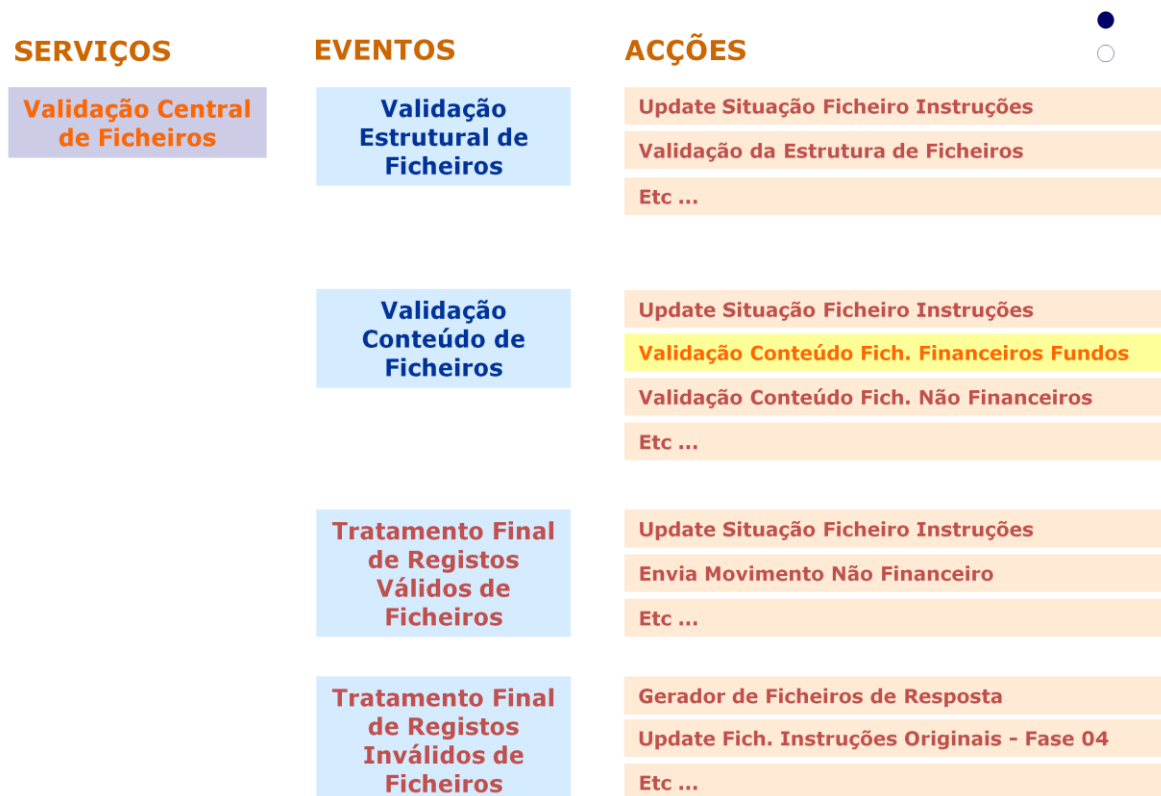 SERVIÇOS
EVENTOS
ACÇÕES
Validação Central
de Ficheiros
Validação
Estrutural de
Ficheiros
Update Situação Ficheiro Instruções
Validação da Estrutura de Ficheiros
Etc ...
Validação
Conteúdo de
Ficheiros
Update Situação Ficheiro Instruções
Validação Conteúdo Fich. Financeiros Fundos
Validação Conteúdo Fich. Não Financeiros
Etc ...
Tratamento Final
de Registos
Válidos de
Ficheiros
Update Situação Ficheiro Instruções
Envia Movimento Não Financeiro
Etc ...
Tratamento Final
de Registos
Inválidos de
Ficheiros
Gerador de Ficheiros de Resposta
Update Fich. Instruções Originais - Fase 04
Etc ...